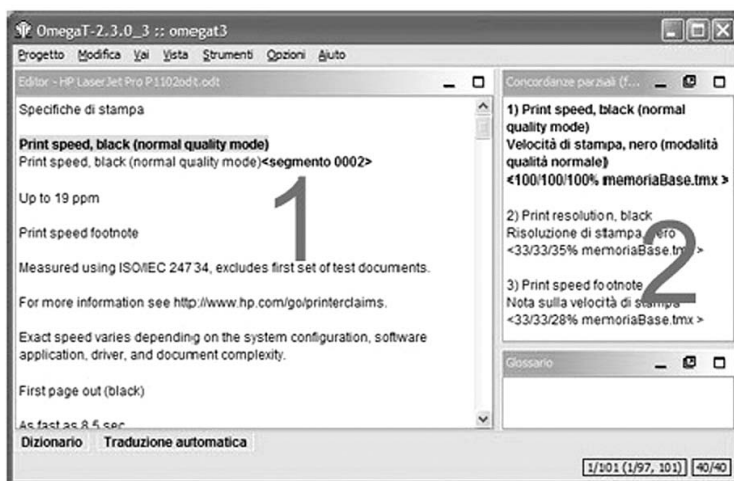 OmegaT-2.3.0_3 :: omegat3
Progetto Modifica Vai Vista Strumenti Opzioni Aiuto
Editor - HP LaserJet Pro P1102odt.odt
Specifiche di stampa
Print speed, black (normal quality mode)
Print speed, black (normal quality mode)<segmento 0002>
Up to 19 ppm
Print speed footnote
Measured using ISO/IEC 24734, excludes first set of test documents.
For more information see http://www.hp.com/go/printerclaims.
Exact speed varies depending on the system configuration, software
application, driver, and document complexity.
First page out (black)
As fast as 8.5 sec
1
Concordanze parziali (f...
1) Print speed, black (normal
quality mode)
Velocità di stampa, nero (modalità
qualità normale)
<100/100/100% memoriaBase.tmx >
2) Print resolution, black
Risoluzione di stampa, nero
<33/33/35% memoriaBase.tmx >
3) Print speed footnote
Nota sulla velocità di stampa
<33/33/28% memoriaBase.tmx >
2
Glossario
Dizionario Traduzione automatica
1/101 (1/97, 101) 40/40